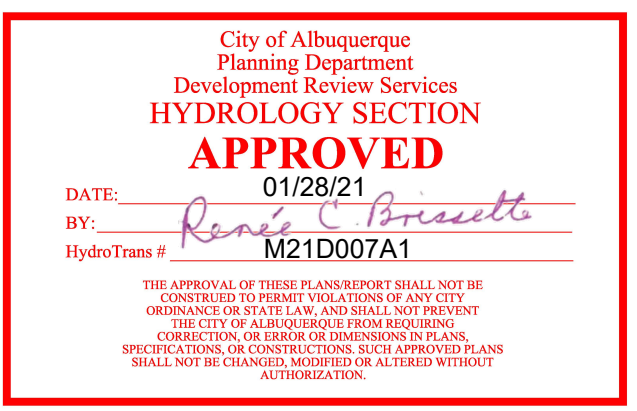 City of Albuquerque
Planning Department
Development Review Services
HYDROLOGY SECTION
APPROVED
DATE: 01/28/21
BY: Renée C. Brissette
HydroTrans # M21D007A1
THE APPROVAL OF THESE PLANS/REPORT SHALL NOT BE
CONSTRUED TO PERMIT VIOLATIONS OF ANY CITY
ORDINANCE OR STATE LAW, AND SHALL NOT PREVENT
THE CITY OF ALBUQUERQUE FROM REQUIRING
CORRECTION, OR ERROR OR DIMENSIONS IN PLANS,
SPECIFICATIONS, OR CONSTRUCTIONS. SUCH APPROVED PLANS
SHALL NOT BE CHANGED, MODIFIED OR ALTERED WITHOUT
AUTHORIZATION.